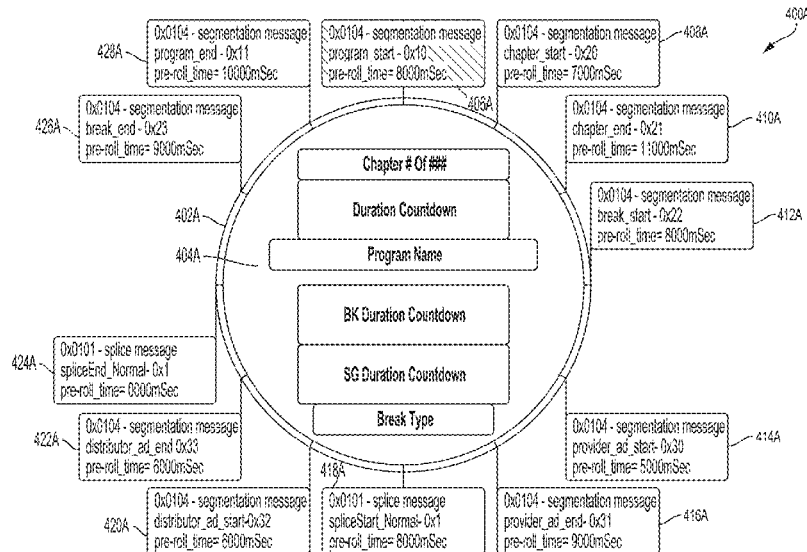 400A
428A
0x0104 - segmentation message
program_end - 0x11
pre-roll_time= 10000mSec
0x0104 - segmentation message
program_start - 0x10
pre-roll_time= 8000mSec
406A
0x0104 - segmentation message
chapter_start - 0x20
pre-roll_time= 7000mSec
408A
426A
0x0104 - segmentation message
break_end - 0x23
pre-roll_time= 9000mSec
0x0104 - segmentation message
chapter_end - 0x21
pre-roll_time= 11000mSec
410A
0x0104 - segmentation message
break_start - 0x22
pre-roll_time= 8000mSec
412A
402A
404A
Chapter # Of ###
Duration Countdown
Program Name
BK Duration Countdown
SG Duration Countdown
Break Type
424A
0x0101 - splice message
spliceEnd_Normal- 0x1
pre-roll_time= 0000mSec
422A
0x0104 - segmentation message
distributor_ad_end 0x33
pre-roll_time= 6000mSec
0x0104 - segmentation message
provider_ad_start- 0x30
pre-roll_time= 5000mSec
414A
420A
0x0104 - segmentation message
distributor_ad_start-0x32
pre-roll_time= 6000mSec
418A
0x0101 - splice message
spliceStart_Normal- 0x1
pre-roll_time= 8000mSec
0x0104 - segmentation message
provider_ad_end- 0x31
pre-roll_time= 9000mSec
416A